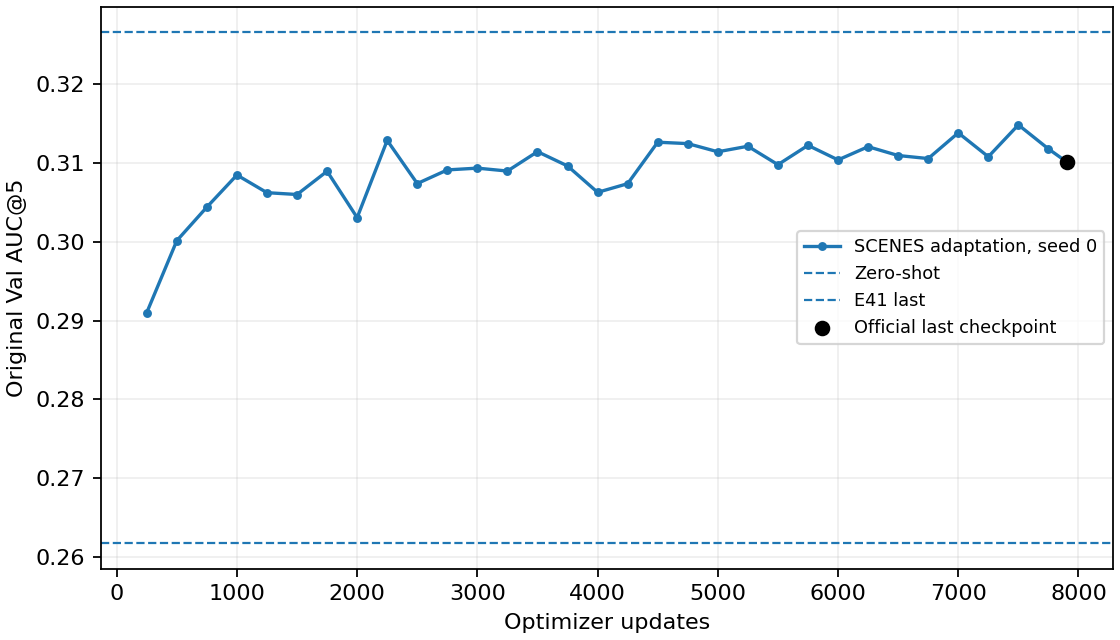 Original Val AUC@5
0.32
0.31
0.30
0.29
0.28
0.27
0.26
SCENES adaptation, seed 0
Zero-shot
E41 last
Official last checkpoint
0 1000 2000 3000 4000 5000 6000 7000 8000
Optimizer updates